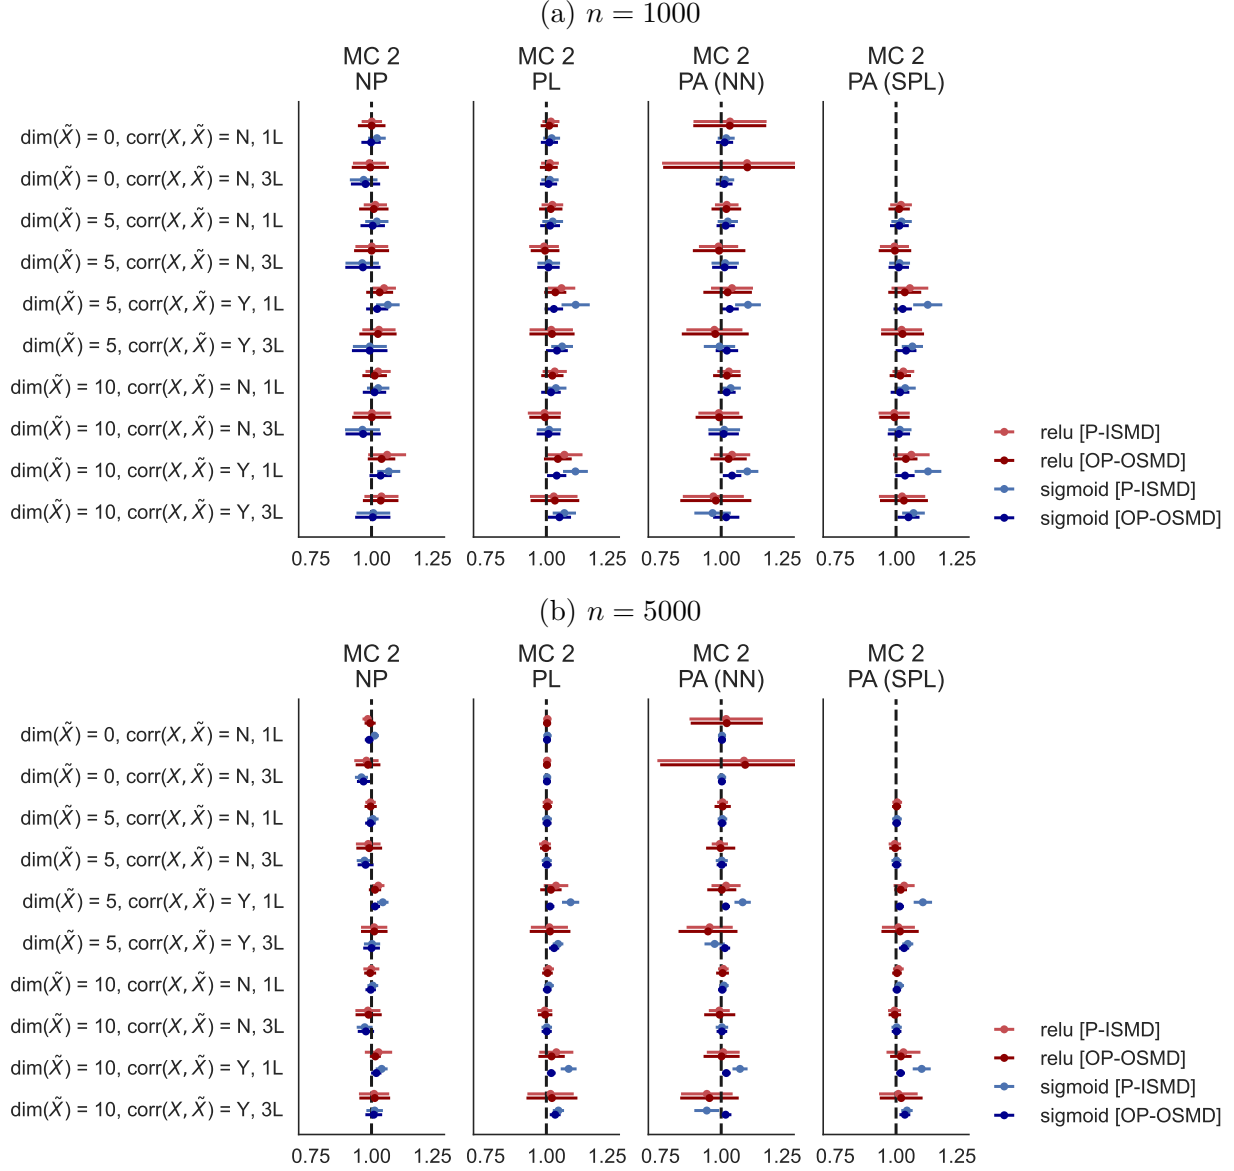 (a) n = 1000
MC 2 MC 2 MC 2 MC 2
NP PL PA (NN) PA (SPL)
dim(X̃) = 0, corr(X, X̃) = N, 1L
dim(X̃) = 0, corr(X, X̃) = N, 3L
dim(X̃) = 5, corr(X, X̃) = N, 1L
dim(X̃) = 5, corr(X, X̃) = N, 3L
dim(X̃) = 5, corr(X, X̃) = Y, 1L
dim(X̃) = 5, corr(X, X̃) = Y, 3L
dim(X̃) = 10, corr(X, X̃) = N, 1L
dim(X̃) = 10, corr(X, X̃) = N, 3L
dim(X̃) = 10, corr(X, X̃) = Y, 1L
dim(X̃) = 10, corr(X, X̃) = Y, 3L
relu [P-ISMD]
relu [OP-OSMD]
sigmoid [P-ISMD]
sigmoid [OP-OSMD]
0.75 1.00 1.25 0.75 1.00 1.25 0.75 1.00 1.25 0.75 1.00 1.25
(b) n = 5000
MC 2 MC 2 MC 2 MC 2
NP PL PA (NN) PA (SPL)
dim(X̃) = 0, corr(X, X̃) = N, 1L
dim(X̃) = 0, corr(X, X̃) = N, 3L
dim(X̃) = 5, corr(X, X̃) = N, 1L
dim(X̃) = 5, corr(X, X̃) = N, 3L
dim(X̃) = 5, corr(X, X̃) = Y, 1L
dim(X̃) = 5, corr(X, X̃) = Y, 3L
dim(X̃) = 10, corr(X, X̃) = N, 1L
dim(X̃) = 10, corr(X, X̃) = N, 3L
dim(X̃) = 10, corr(X, X̃) = Y, 1L
dim(X̃) = 10, corr(X, X̃) = Y, 3L
relu [P-ISMD]
relu [OP-OSMD]
sigmoid [P-ISMD]
sigmoid [OP-OSMD]
0.75 1.00 1.25 0.75 1.00 1.25 0.75 1.00 1.25 0.75 1.00 1.25